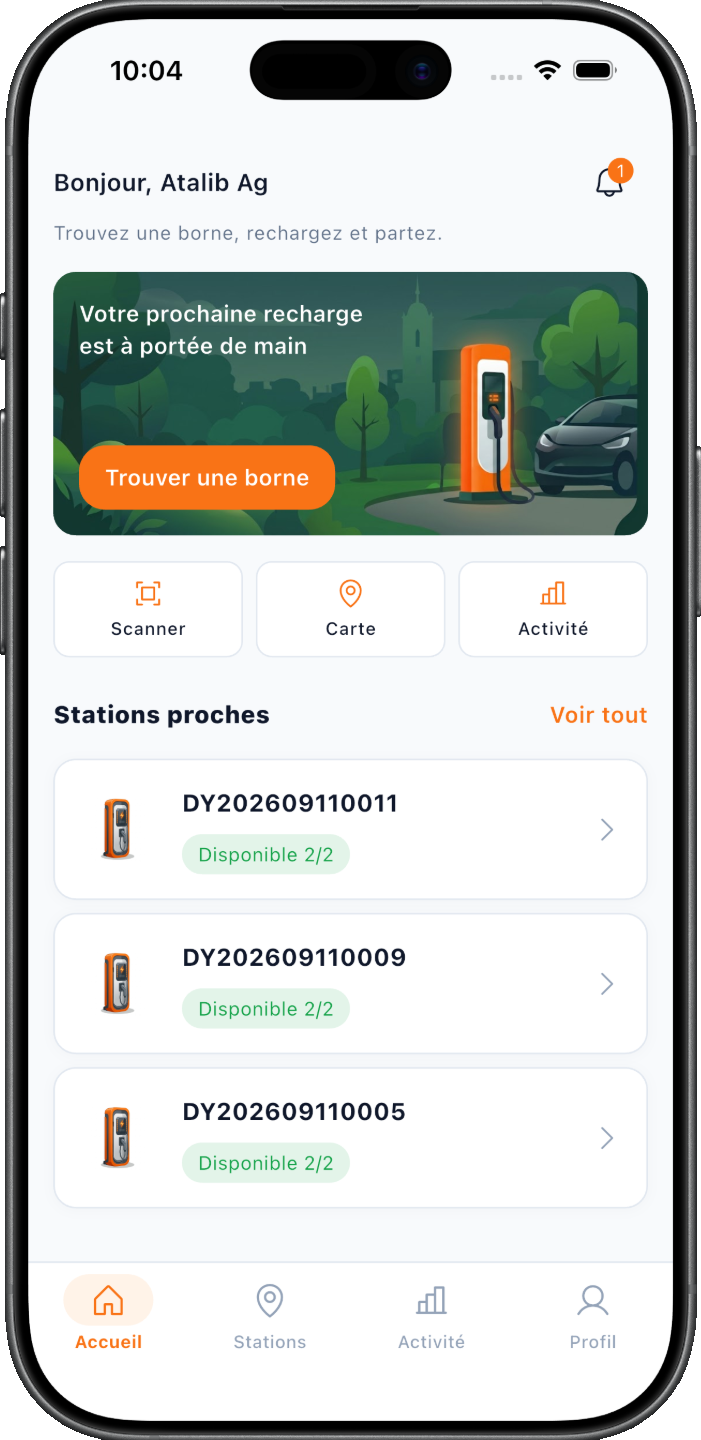 10:04
Bonjour, Atalib Ag
1
Trouvez une borne, rechargez et partez.
Votre prochaine recharge
est à portée de main
Trouver une borne
Scanner
Carte
Activité
Stations proches
Voir tout
DY202609110011
Disponible 2/2
DY202609110009
Disponible 2/2
DY202609110005
Disponible 2/2
Accueil
Stations
Activité
Profil